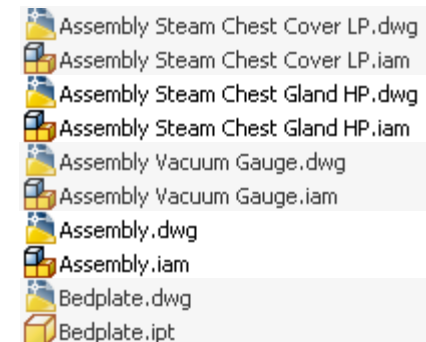 Assembly Steam Chest Cover LP.dwg
Assembly Steam Chest Cover LP.iam
Assembly Steam Chest Gland HP.dwg
Assembly Steam Chest Gland HP.iam
Assembly Vacuum Gauge.dwg
Assembly Vacuum Gauge.iam
Assembly.dwg
Assembly.iam
Bedplate.dwg
Bedplate.ipt